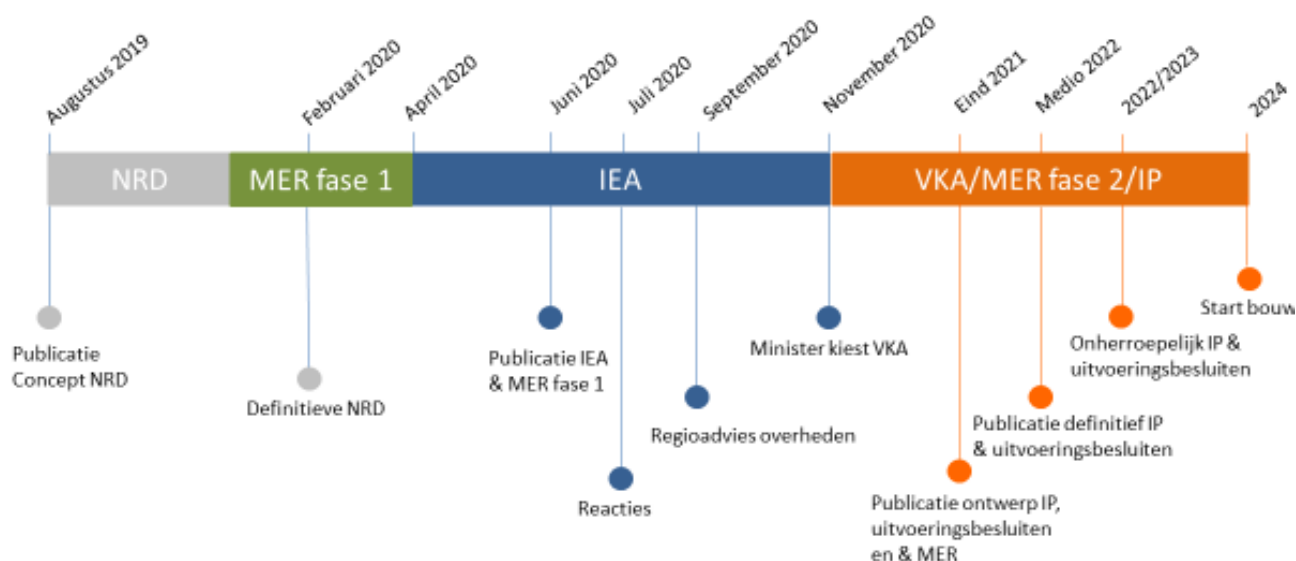 Augustus 2019
Februari 2020
April 2020
Juni 2020
Juli 2020
September 2020
November 2020
Eind 2021
Medio 2022
2022/2023
2024
NRD
MER fase 1
IEA
VKA/MER fase 2/IP
Publicatie
Concept NRD
Definitieve NRD
Publicatie IEA
& MER fase 1
Reacties
Regioadvies overheden
Minister kiest VKA
Publicatie ontwerp IP,
uitvoeringsbesluiten
en & MER
Publicatie definitief IP
& uitvoeringsbesluiten
Onherroepelijk IP &
uitvoeringsbesluiten
Start bouw